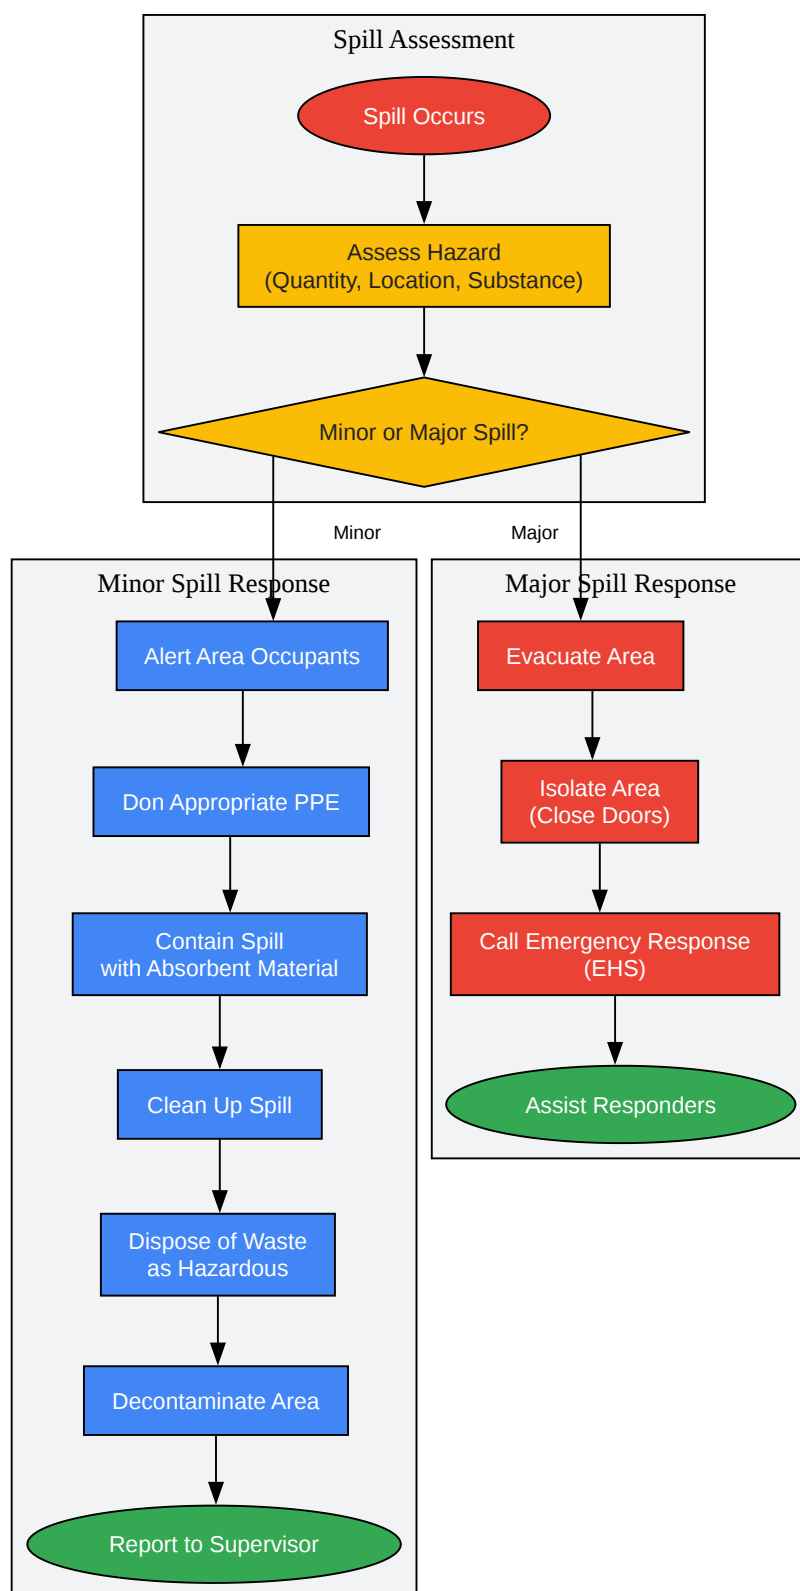 Spill Assessment
Spill Occurs
Assess Hazard
(Quantity, Location, Substance)
Minor or Major Spill?
Minor
Major
Minor Spill Response
Alert Area Occupants
Don Appropriate PPE
Contain Spill
with Absorbent Material
Clean Up Spill
Dispose of Waste
as Hazardous
Decontaminate Area
Report to Supervisor
Major Spill Response
Evacuate Area
Isolate Area
(Close Doors)
Call Emergency Response
(EHS)
Assist Responders